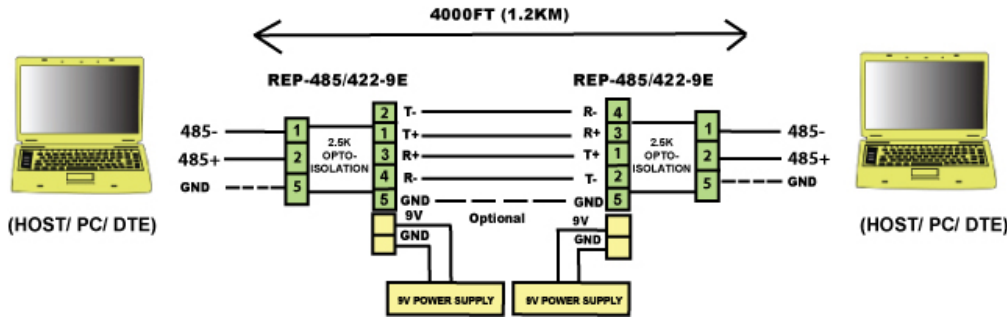 4000FT (1.2KM)
REP-485/422-9E REP-485/422-9E
2 T- R- 4
485- 1 1 T+ R+ 3 1 485-
2.5K OPTO-ISOLATION 2.5K OPTO-ISOLATION
485+ 2 3 R+ T+ 1 2 485+
GND 5 4 R- T- 2 5 GND
5 GND Optional GND 5
(HOST/ PC/ DTE) (HOST/ PC/ DTE)
9V 9V
GND GND
9V POWER SUPPLY 9V POWER SUPPLY